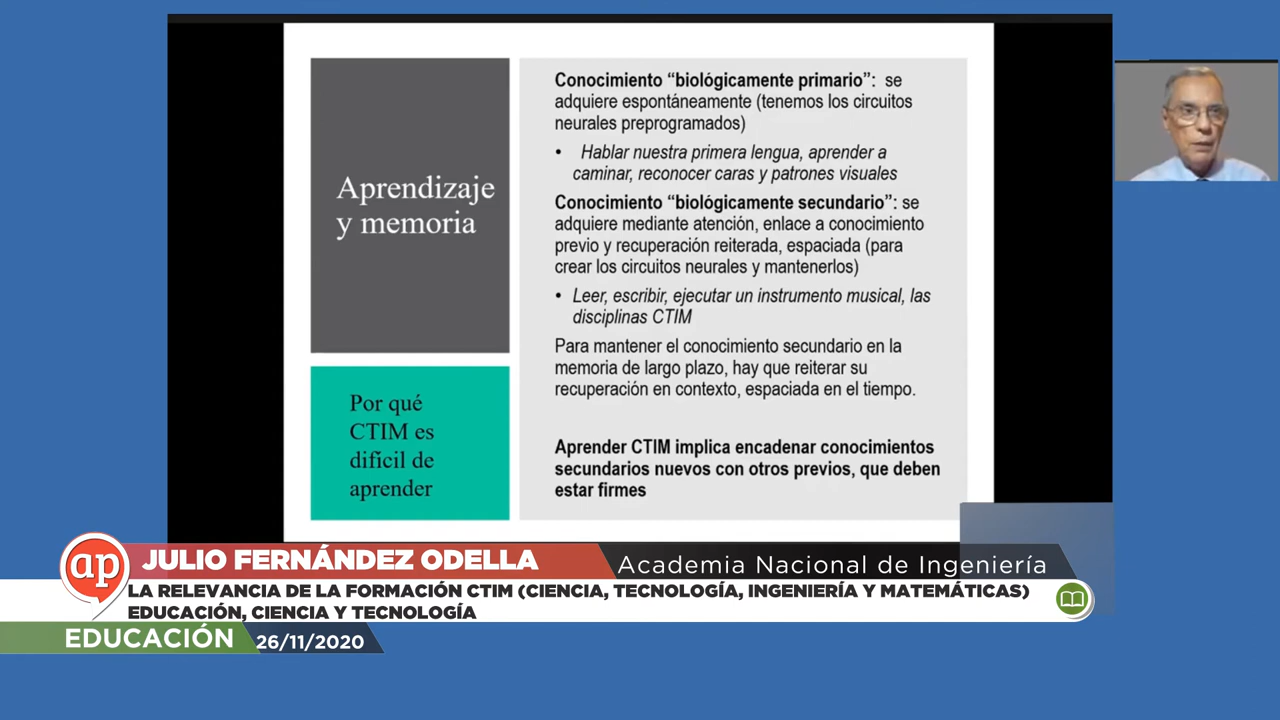 Aprendizaje
y memoria
Por qué
CTIM es
difícil de
aprender
Conocimiento “biológicamente primario”: se
adquiere espontáneamente (tenemos los circuitos
neurales preprogramados)
• Hablar nuestra primera lengua, aprender a
caminar, reconocer caras y patrones visuales
Conocimiento “biológicamente secundario”: se
adquiere mediante atención, enlace a conocimiento
previo y recuperación reiterada, espaciada (para
crear los circuitos neurales y mantenerlos)
• Leer, escribir, ejecutar un instrumento musical, las
disciplinas CTIM
Para mantener el conocimiento secundario en la
memoria de largo plazo, hay que reiterar su
recuperación en contexto, espaciada en el tiempo.
Aprender CTIM implica encadenar conocimientos
secundarios nuevos con otros previos, que deben
estar firmes
ap
JULIO FERNÁNDEZ ODELLA
Academia Nacional de Ingeniería
LA RELEVANCIA DE LA FORMACIÓN CTIM (CIENCIA, TECNOLOGÍA, INGENIERÍA Y MATEMÁTICAS)
EDUCACIÓN, CIENCIA Y TECNOLOGÍA
EDUCACIÓN
26/11/2020